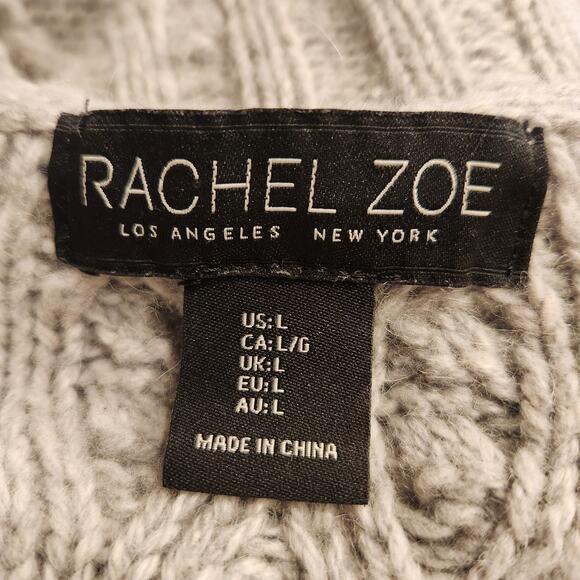 RACHEL ZOE
LOS ANGELES NEW YORK
US:L
CA:L/G
UK:L
EU:L
AU:L
MADE IN CHINA